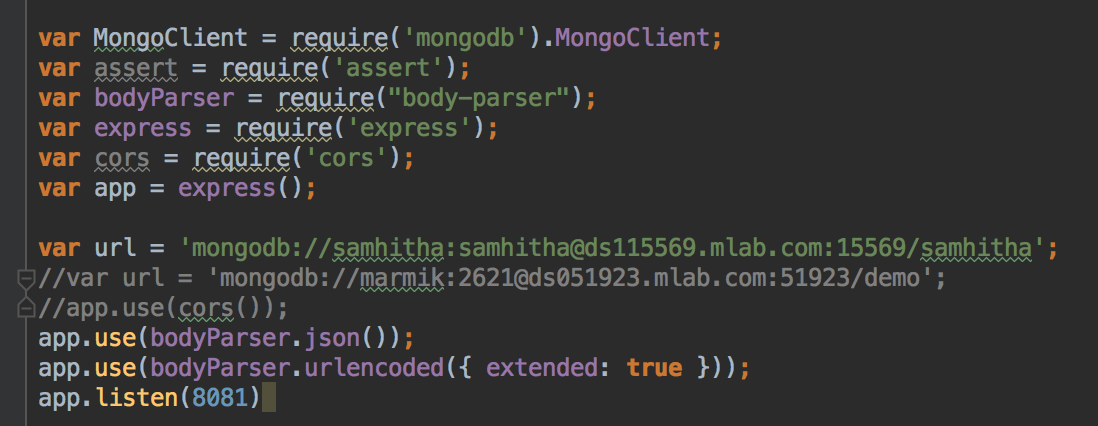 var MongoClient = require('mongodb').MongoClient;
var assert = require('assert');
var bodyParser = require("body-parser");
var express = require('express');
var cors = require('cors');
var app = express();
var url = 'mongodb://samhitha:samhitha@ds115569.mlab.com:15569/samhitha';
//var url = 'mongodb://marmik:2621@ds051923.mlab.com:51923/demo';
//app.use(cors());
app.use(bodyParser.json());
app.use(bodyParser.urlencoded({ extended: true }));
app.listen(8081)